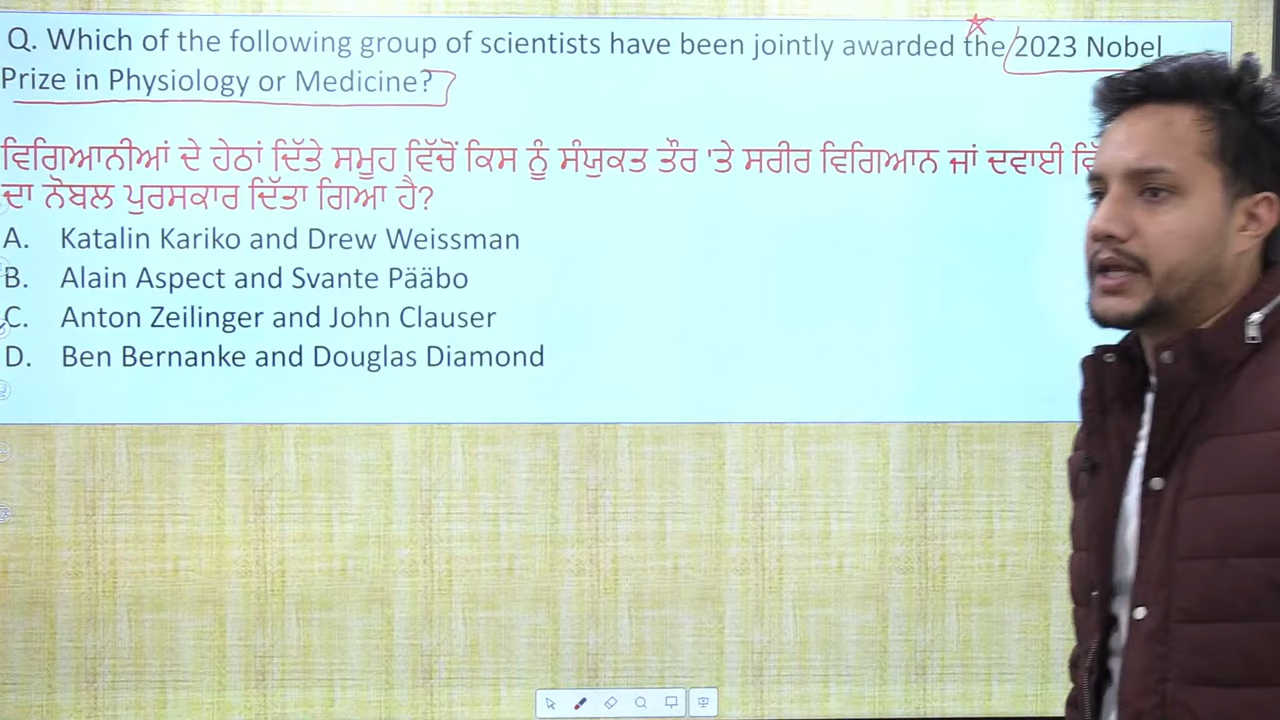 Q. Which of the following group of scientists have been jointly awarded the 2023 Nobel
Prize in Physiology or Medicine?
ਵਿਗਿਆਨੀਆਂ ਦੇ ਹੇਠਾਂ ਦਿੱਤੇ ਸਮੂਹ ਵਿੱਚੋਂ ਕਿਸ ਨੂੰ ਸੰਯੁਕਤ ਤੌਰ 'ਤੇ ਸਰੀਰ ਵਿਗਿਆਨ ਜਾਂ ਦਵਾਈ
ਦਾ ਨੋਬਲ ਪੁਰਸਕਾਰ ਦਿੱਤਾ ਗਿਆ ਹੈ?
A. Katalin Kariko and Drew Weissman
B. Alain Aspect and Svante Pääbo
C. Anton Zeilinger and John Clauser
D. Ben Bernanke and Douglas Diamond